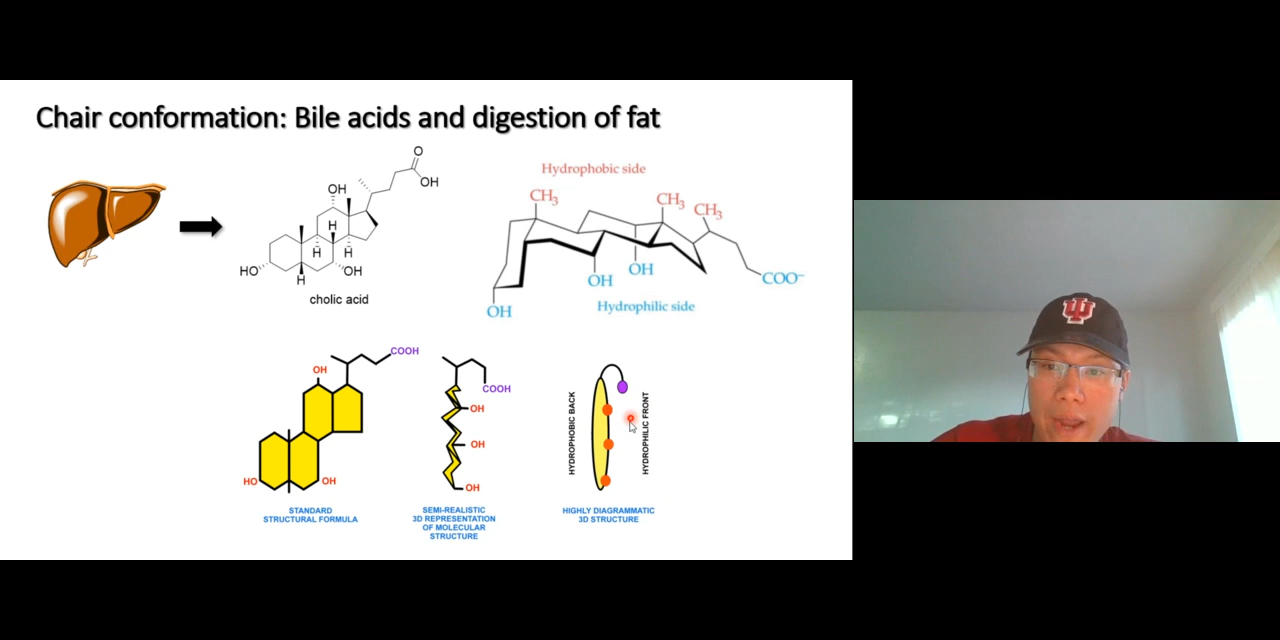 Chair conformation: Bile acids and digestion of fat
O
OH
OH
H
H
H
HO
OH
H
cholic acid
Hydrophobic side
CH3
CH3
CH3
OH
OH
COO–
OH
Hydrophilic side
COOH
OH
HO
OH
STANDARD
STRUCTURAL FORMULA
COOH
OH
OH
OH
SEMI-REALISTIC
3D REPRESENTATION
OF MOLECULAR
STRUCTURE
HYDROPHOBIC BACK
HYDROPHILIC FRONT
HIGHLY DIAGRAMMATIC
3D STRUCTURE